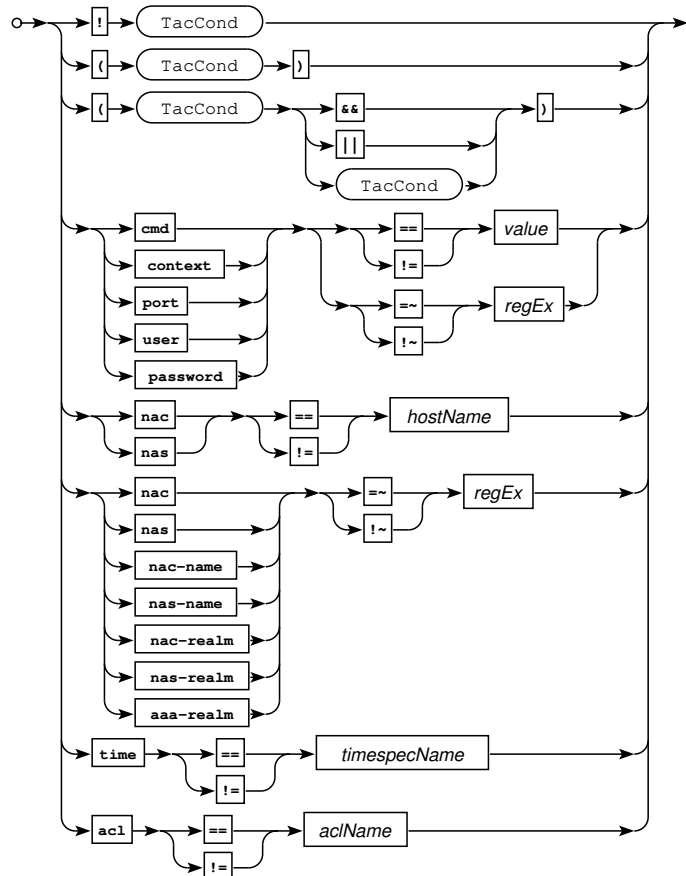 ! TacCond
( TacCond )
( TacCond && )
||
TacCond
cmd == value
context !=
port =~ regEx
user !~
password
nac == hostName
nas !=
nac =~ regEx
nas !~
nac-name
nas-name
nac-realm
nas-realm
aaa-realm
time == timespecName
!=
acl == aclName
!=